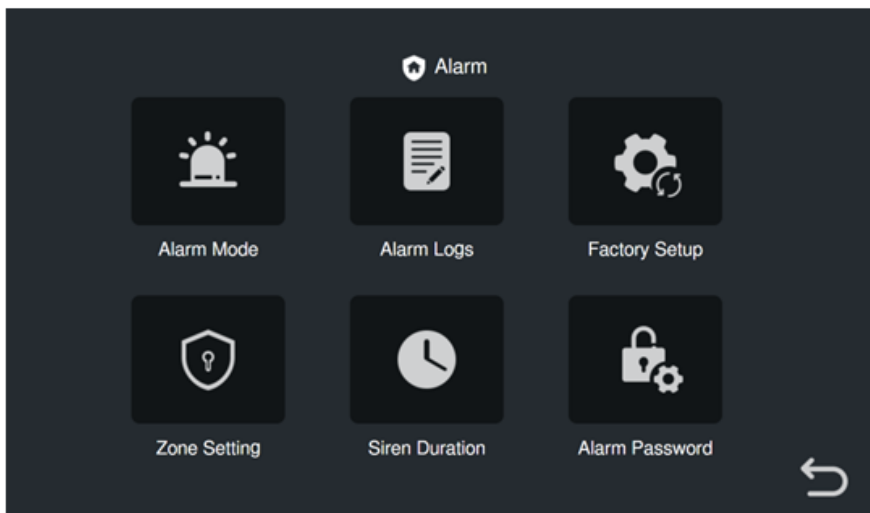 Alarm
Alarm Mode
Alarm Logs
Factory Setup
Zone Setting
Siren Duration
Alarm Password